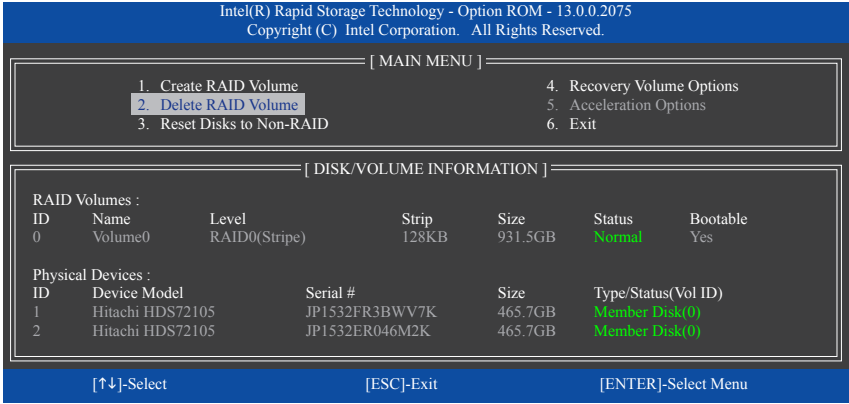 Intel(R) Rapid Storage Technology - Option ROM - 13.0.0.2075
Copyright (C) Intel Corporation. All Rights Reserved.
[ MAIN MENU ]
1. Create RAID Volume 4. Recovery Volume Options
2. Delete RAID Volume 5. Acceleration Options
3. Reset Disks to Non-RAID 6. Exit
[ DISK/VOLUME INFORMATION ]
RAID Volumes :
ID Name Level Strip Size Status Bootable
0 Volume0 RAID0(Stripe) 128KB 931.5GB Normal Yes
Physical Devices :
ID Device Model Serial # Size Type/Status(Vol ID)
1 Hitachi HDS72105 JP1532FR3BWV7K 465.7GB Member Disk(0)
2 Hitachi HDS72105 JP1532ER046M2K 465.7GB Member Disk(0)
[↑↓]-Select [ESC]-Exit [ENTER]-Select Menu